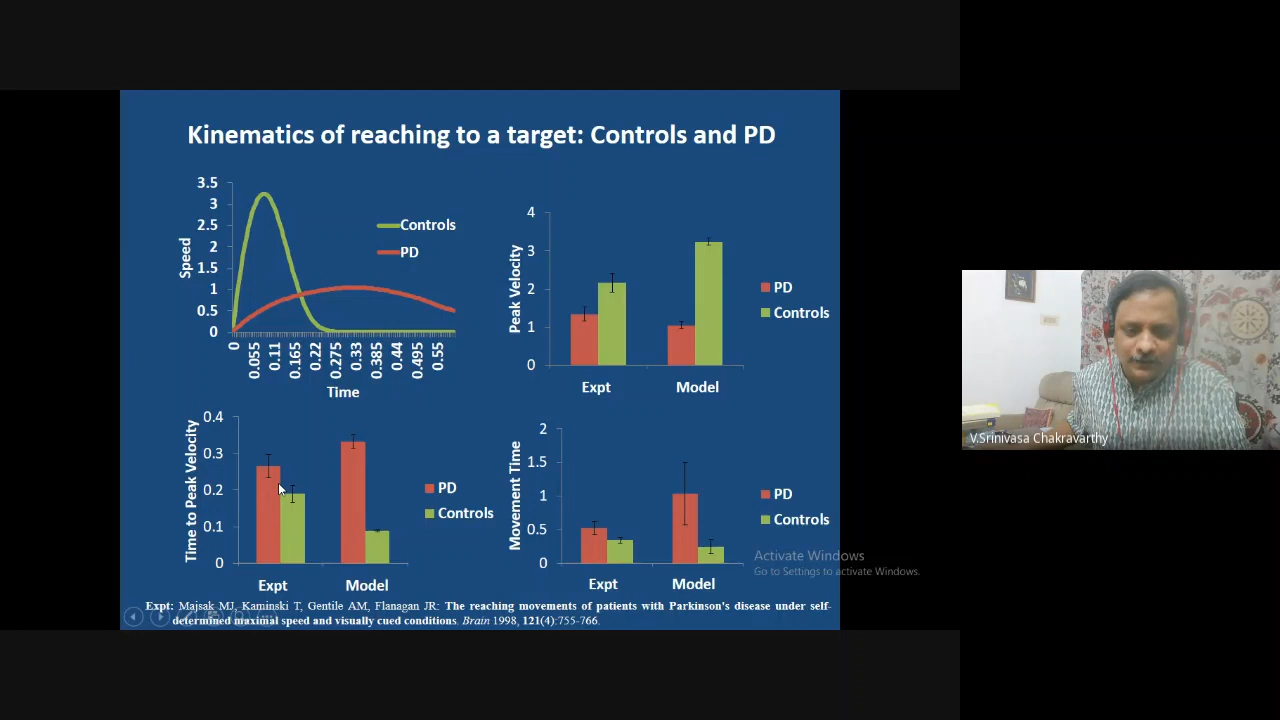 Kinematics of reaching to a target: Controls and PD
3.5
3
2.5
2
1.5
1
0.5
0
Speed
Controls
PD
0
0.055
0.11
0.165
0.22
0.275
0.33
0.385
0.44
0.495
0.55
Time
4
3
2
1
0
Peak Velocity
Expt
Model
PD
Controls
0.4
0.3
0.2
0.1
0
Time to Peak Velocity
Expt
Model
PD
Controls
2
1.5
1
0.5
0
Movement Time
Expt
Model
PD
Controls
V.Srinivasa Chakravarthy
Activate Windows
Go to Settings to activate Windows.
Expt: Majsak MJ, Kaminski T, Gentile AM, Flanagan JR: The reaching movements of patients with Parkinson's disease under self-
determined maximal speed and visually cued conditions. Brain 1998, 121(4):755-766.